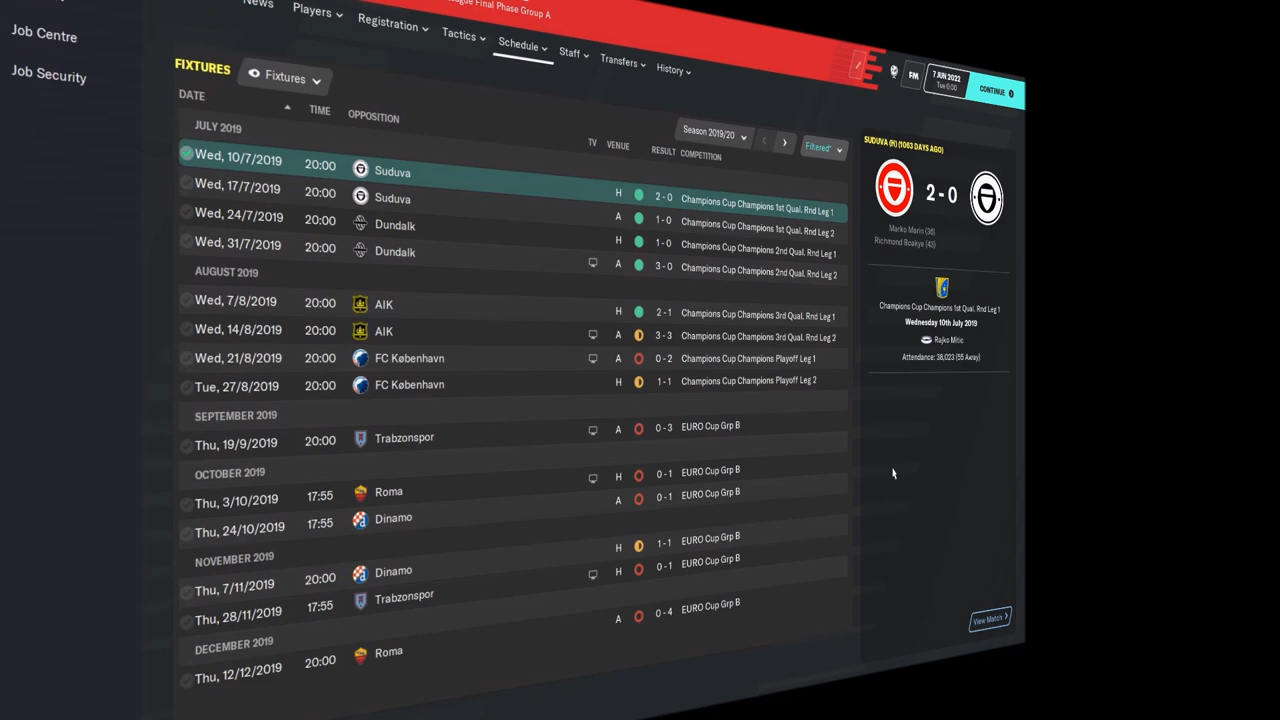 League Final Phase Group A
Job Centre
Job Security
News
Players
Registration
Tactics
Schedule
Staff
Transfers
History
FM
7 JUN 2022
Tue 0:00
CONTINUE
FIXTURES
Fixtures
Season 2019/20
Filtered*
DATE TIME OPPOSITION TV VENUE RESULT COMPETITION
JULY 2019
Wed, 10/7/2019 20:00 Suduva H 2 - 0 Champions Cup Champions 1st Qual. Rnd Leg 1
Wed, 17/7/2019 20:00 Suduva A 1 - 0 Champions Cup Champions 1st Qual. Rnd Leg 2
Wed, 24/7/2019 20:00 Dundalk H 1 - 0 Champions Cup Champions 2nd Qual. Rnd Leg 1
Wed, 31/7/2019 20:00 Dundalk A 3 - 0 Champions Cup Champions 2nd Qual. Rnd Leg 2
AUGUST 2019
Wed, 7/8/2019 20:00 AIK H 2 - 1 Champions Cup Champions 3rd Qual. Rnd Leg 1
Wed, 14/8/2019 20:00 AIK A 3 - 3 Champions Cup Champions 3rd Qual. Rnd Leg 2
Wed, 21/8/2019 20:00 FC København A 0 - 2 Champions Cup Champions Playoff Leg 1
Tue, 27/8/2019 20:00 FC København H 1 - 1 Champions Cup Champions Playoff Leg 2
SEPTEMBER 2019
Thu, 19/9/2019 20:00 Trabzonspor A 0 - 3 EURO Cup Grp B
OCTOBER 2019
Thu, 3/10/2019 17:55 Roma H 0 - 1 EURO Cup Grp B
Thu, 24/10/2019 17:55 Dinamo A 0 - 1 EURO Cup Grp B
NOVEMBER 2019
Thu, 7/11/2019 20:00 Dinamo H 1 - 1 EURO Cup Grp B
Thu, 28/11/2019 17:55 Trabzonspor H 0 - 1 EURO Cup Grp B
DECEMBER 2019
Thu, 12/12/2019 20:00 Roma A 0 - 4 EURO Cup Grp B
SUDUVA (H) (1063 DAYS AGO)
2 - 0
Marko Marin (36)
Richmond Boakye (43)
Champions Cup Champions 1st Qual. Rnd Leg 1
Wednesday 10th July 2019
Rajko Mitic
Attendance: 38,023 (55 Away)
View Match